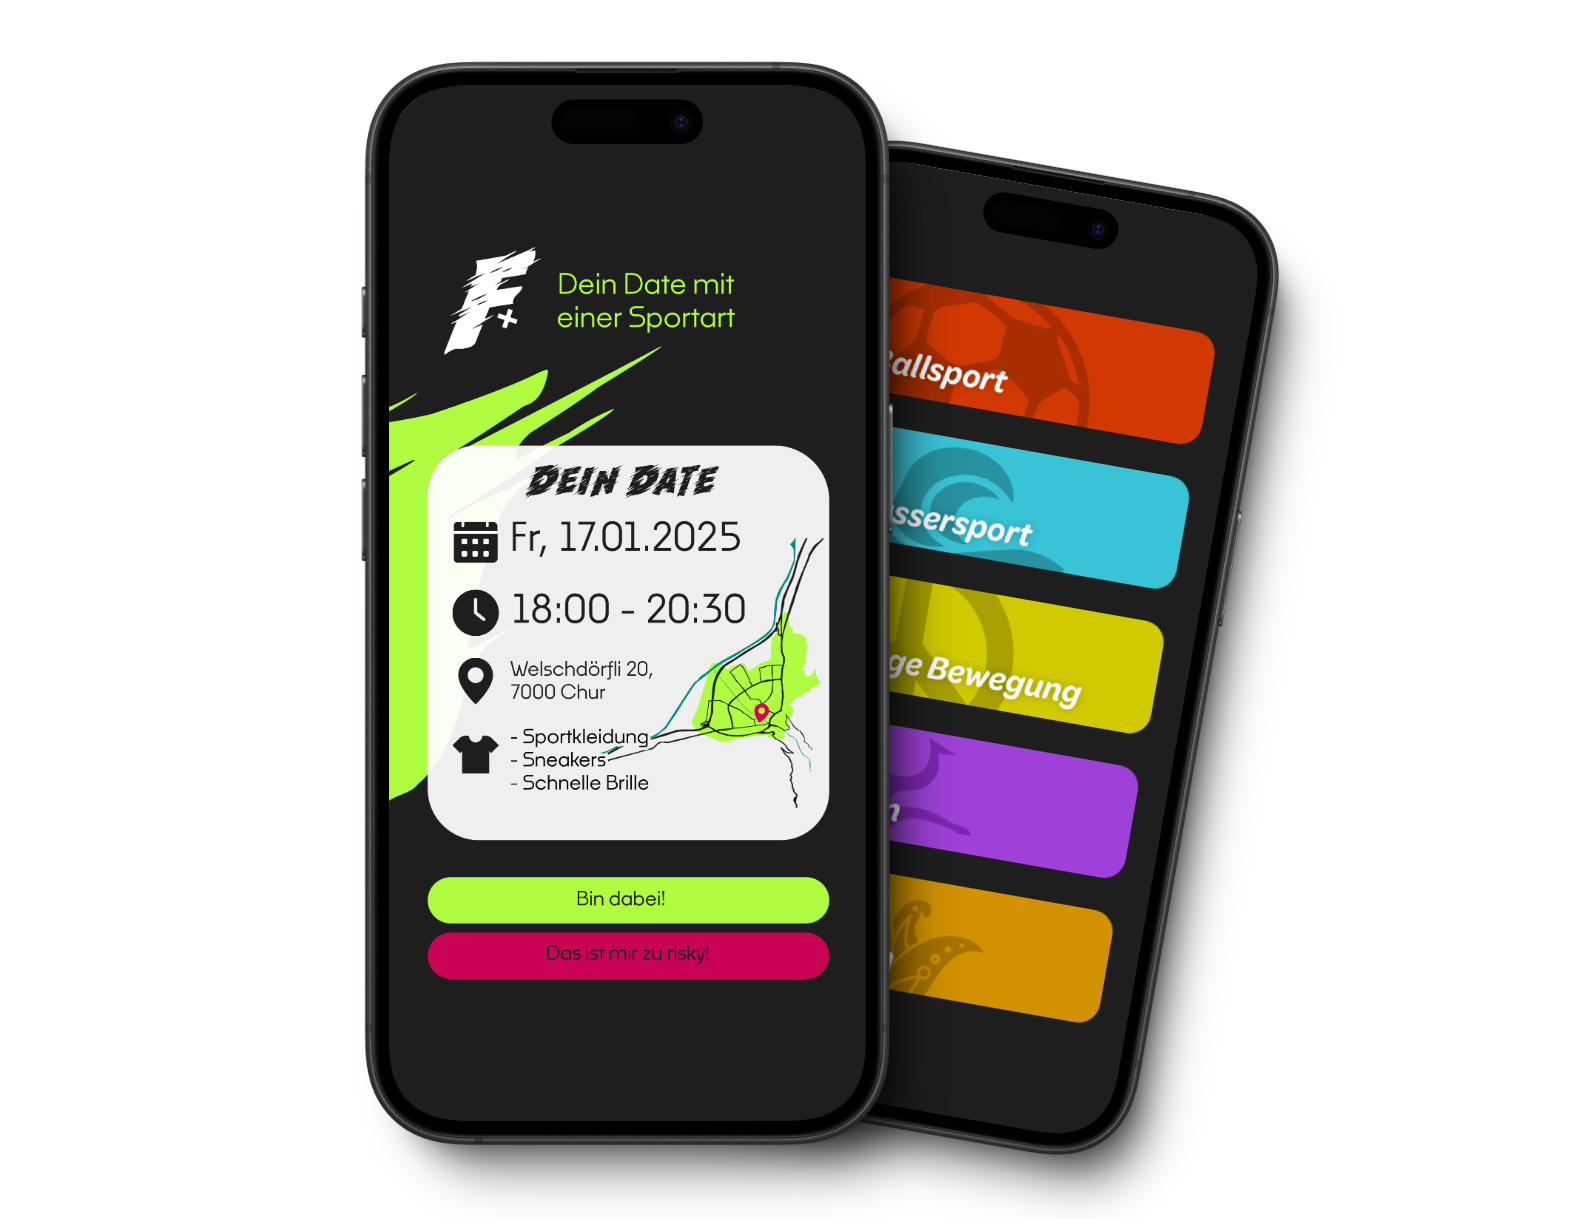 F+
Dein Date mit
einer Sportart
DEIN DATE
Fr, 17.01.2025
18:00 - 20:30
Welschdörfli 20,
7000 Chur
- Sportkleidung
- Sneakers
- Schnelle Brille
Bin dabei!
Das ist mir zu risky!
Ballsport
ssersport
ge Bewegung
n